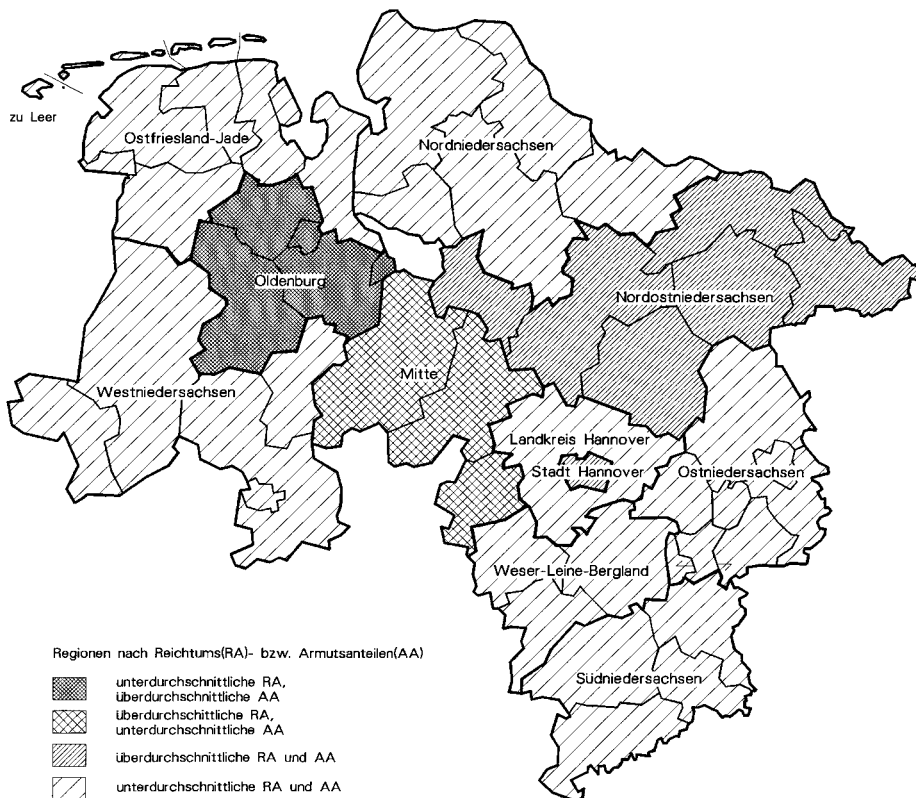 zu Leer
Ostfriesland-Jade
Nordniedersachsen
Oldenburg
Nordostniedersachsen
Mitte
Westniedersachsen
Landkreis Hannover
Stadt Hannover
Ostniedersachsen
Weser-Leine-Bergland
Südniedersachsen
Regionen nach Reichtums(RA)- bzw. Armutsanteilen(AA)
unterdurchschnittliche RA,
überdurchschnittliche AA
überdurchschittliche RA,
unterdurchschnittliche AA
überdurchschnittliche RA und AA
unterdurchschnittliche RA und AA